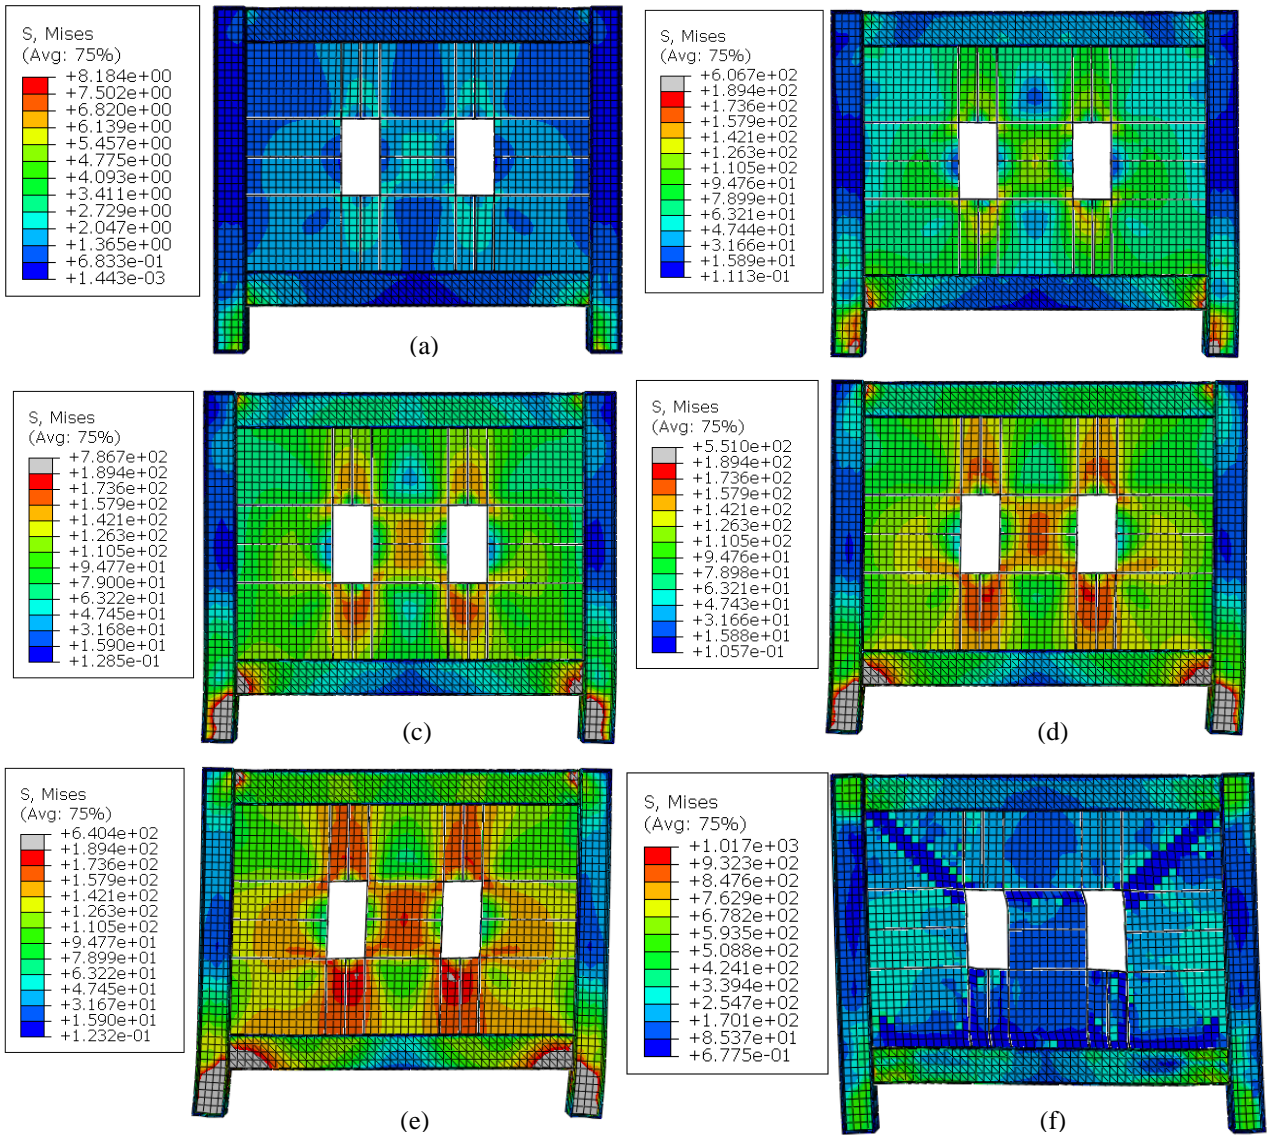 S, Mises
(Avg: 75%)
+8.184e+00
+7.502e+00
+6.820e+00
+6.139e+00
+5.457e+00
+4.775e+00
+4.093e+00
+3.411e+00
+2.729e+00
+2.047e+00
+1.365e+00
+6.833e-01
+1.443e-03
(a)
S, Mises
(Avg: 75%)
+6.067e+02
+1.894e+02
+1.736e+02
+1.579e+02
+1.421e+02
+1.263e+02
+1.105e+02
+9.476e+01
+7.899e+01
+6.321e+01
+4.744e+01
+3.166e+01
+1.589e+01
+1.113e-01
S, Mises
(Avg: 75%)
+7.867e+02
+1.894e+02
+1.736e+02
+1.579e+02
+1.421e+02
+1.263e+02
+1.105e+02
+9.477e+01
+7.900e+01
+6.322e+01
+4.745e+01
+3.168e+01
+1.590e+01
+1.285e-01
(c)
S, Mises
(Avg: 75%)
+5.510e+02
+1.894e+02
+1.736e+02
+1.579e+02
+1.421e+02
+1.263e+02
+1.105e+02
+9.476e+01
+7.898e+01
+6.321e+01
+4.743e+01
+3.166e+01
+1.588e+01
+1.057e-01
(d)
S, Mises
(Avg: 75%)
+6.404e+02
+1.894e+02
+1.736e+02
+1.579e+02
+1.421e+02
+1.263e+02
+1.105e+02
+9.477e+01
+7.899e+01
+6.322e+01
+4.745e+01
+3.167e+01
+1.590e+01
+1.232e-01
(e)
S, Mises
(Avg: 75%)
+1.017e+03
+9.323e+02
+8.476e+02
+7.629e+02
+6.782e+02
+5.935e+02
+5.088e+02
+4.241e+02
+3.394e+02
+2.547e+02
+1.701e+02
+8.537e+01
+6.775e-01
(f)